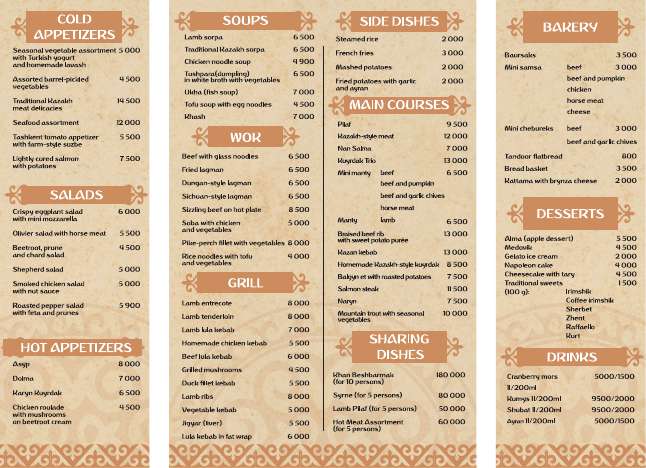 COLD
APPETIZERS
Seasonal vegetable assortment 5 000
with Turkish yogurt
and homemade lavash
Assorted barrel-pickled 4 500
vegetables
Traditional Kazakh 14 500
meat delicacies
Seafood assortment 12 000
Tashkent tomato appetizer 5 500
with farm-style suzbe
Lightly cured salmon 7 500
with potatoes
SALADS
Crispy eggplant salad 6 000
with mini mozzarella
Olivier salad with horse meat 5 500
Beetroot, prune 4 500
and chard salad
Shepherd salad 5 000
Smoked chicken salad 5 000
with nut sauce
Roasted pepper salad 5 900
with feta and prunes
HOT APPETIZERS
Asyp 8 000
Dolma 7 000
Karyn Kuyrdak 6 500
Chicken roulade 4 500
with mushrooms
on beetroot cream
SOUPS
Lamb sorpa 6 500
Traditional Kazakh sorpa 6 500
Chicken noodle soup 4 900
Tushpara(dumpling) 6 500
in white broth with vegetables
Ukha (fish soup) 7 000
Tofu soup with egg noodles 4 500
Khash 7 000
WOK
Beef with glass noodles 6 500
Fried lagman 6 500
Dungan-style lagman 6 500
Sichuan-style lagman 6 500
Sizzling beef on hot plate 8 500
Soba with chicken 5 000
and vegetables
Pike-perch fillet with vegetables 8 000
Rice noodles with tofu 4 000
and vegetables
GRILL
Lamb entrecote 8 000
Lamb tenderloin 8 000
Lamb lula kebab 7 000
Homemade chicken kebab 5 500
Beef lola kebab 6 000
Grilled mushrooms 4 500
Duck fillet kebab 5 500
Lamb ribs 8 000
Vegetable kebab 5 000
Jigyar (liver) 5 500
Lula kebab in fat wrap 6 000
SIDE DISHES
Steamed rice 2 000
French fries 3 000
Mashed potatoes 2 000
Fried potatoes with garlic 2 000
and ayran
MAIN COURSES
Pilaf 9 500
Kazakh-style meat 12 000
Nan Salma 7 000
Kuyrdak Trio 13 000
Mini manty beef 6 500
beef and pumpkin
beef and garlic chives
horse meat
Manty lamb 6 500
Braised beef rib 13 000
with sweet potato purée
Kazan kebab 13 000
Homemade Kazakh-style kuyrdak 8 500
Balqyn et with roasted potatoes 7 500
Salmon steak 11 500
Naryn 7 500
Mountain trout with seasonal 10 000
vegetables
SHARING
DISHES
Khan Beshbarmak 180 000
(for 10 persons)
Syrne (for 5 persons) 80 000
Lamb Pilaf (for 5 persons) 50 000
Hot Meat Assortment 60 000
(for 5 persons)
BAKERY
Baursaks 3 500
Mini samsa beef 3 000
beef and pumpkin
chicken
horse meat
cheese
Mini chebureks beef 3 000
beef and garlic chives
Tandoor flatbread 800
Bread basket 3 500
Kattama with brynza cheese 2 000
DESSERTS
Alma (apple dessert) 5 500
Medovik 4 500
Gelato ice cream 2 000
Napoleon cake 4 000
Cheesecake with tary 4 500
Traditional sweets 1 500
(100 g): Irimshik
Coffee irimshik
Sherbet
Zhent
Raffaello
Kurt
DRINKS
Cranberry mors 5000/1500
1l/200ml
Kumys 1l/200ml 9500/2000
Shubat 1l/200ml 9500/2000
Ayran 1l/200ml 5000/1500